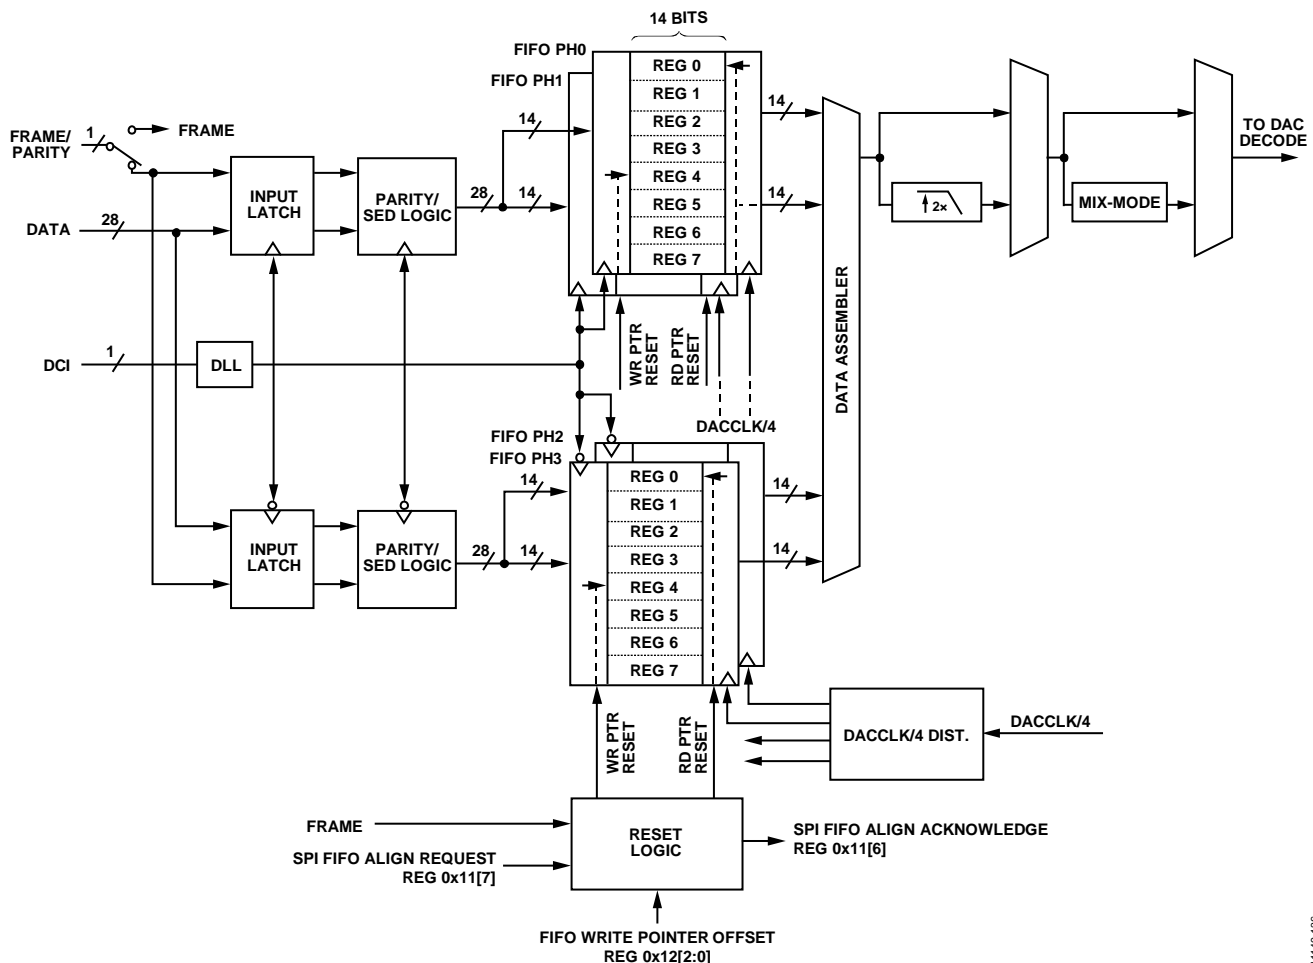 14 BITS
FIFO PH0
FIFO PH1
REG 0
REG 1
REG 2
REG 3
REG 4
REG 5
REG 6
REG 7
FRAME/
PARITY
1
FRAME
DATA
28
INPUT
LATCH
PARITY/
SED LOGIC
28
14
14
14
14
2×
MIX-MODE
TO DAC
DECODE
DCI
1
DLL
WR PTR
RESET
RD PTR
RESET
DACCLK/4
DATA ASSEMBLER
FIFO PH2
FIFO PH3
REG 0
REG 1
REG 2
REG 3
REG 4
REG 5
REG 6
REG 7
INPUT
LATCH
PARITY/
SED LOGIC
28
14
14
14
14
WR PTR
RESET
RD PTR
RESET
DACCLK/4 DIST.
DACCLK/4
FRAME
SPI FIFO ALIGN REQUEST
REG 0x11[7]
RESET
LOGIC
SPI FIFO ALIGN ACKNOWLEDGE
REG 0x11[6]
FIFO WRITE POINTER OFFSET
REG 0x12[2:0]